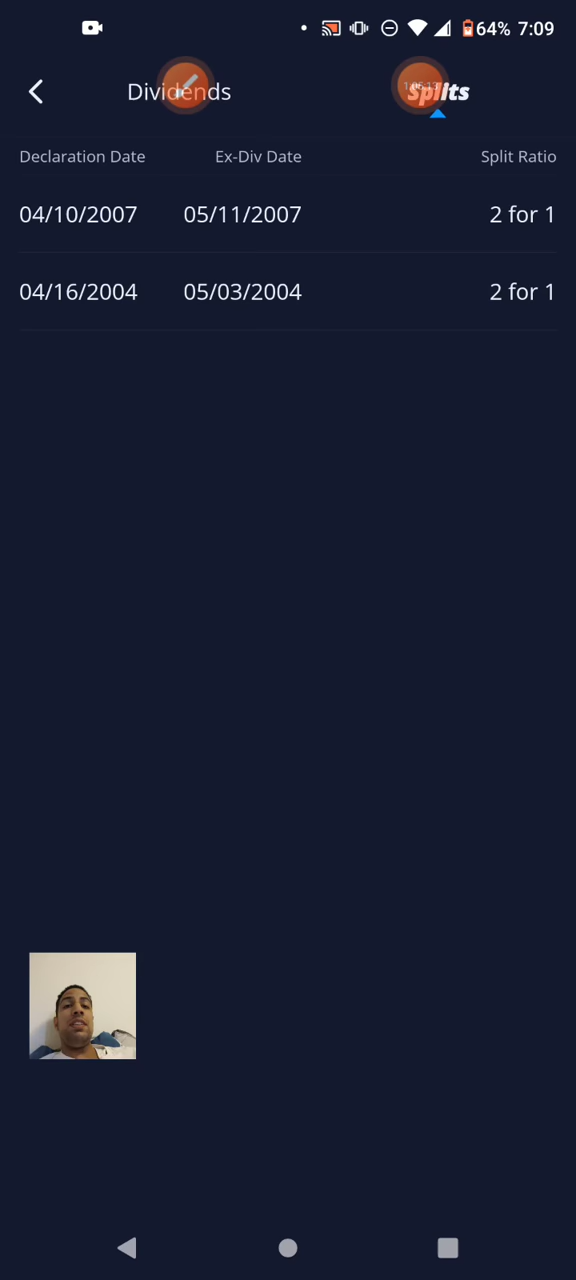 64% 7:09
Dividends Splits
Declaration Date Ex-Div Date Split Ratio
04/10/2007 05/11/2007 2 for 1
04/16/2004 05/03/2004 2 for 1